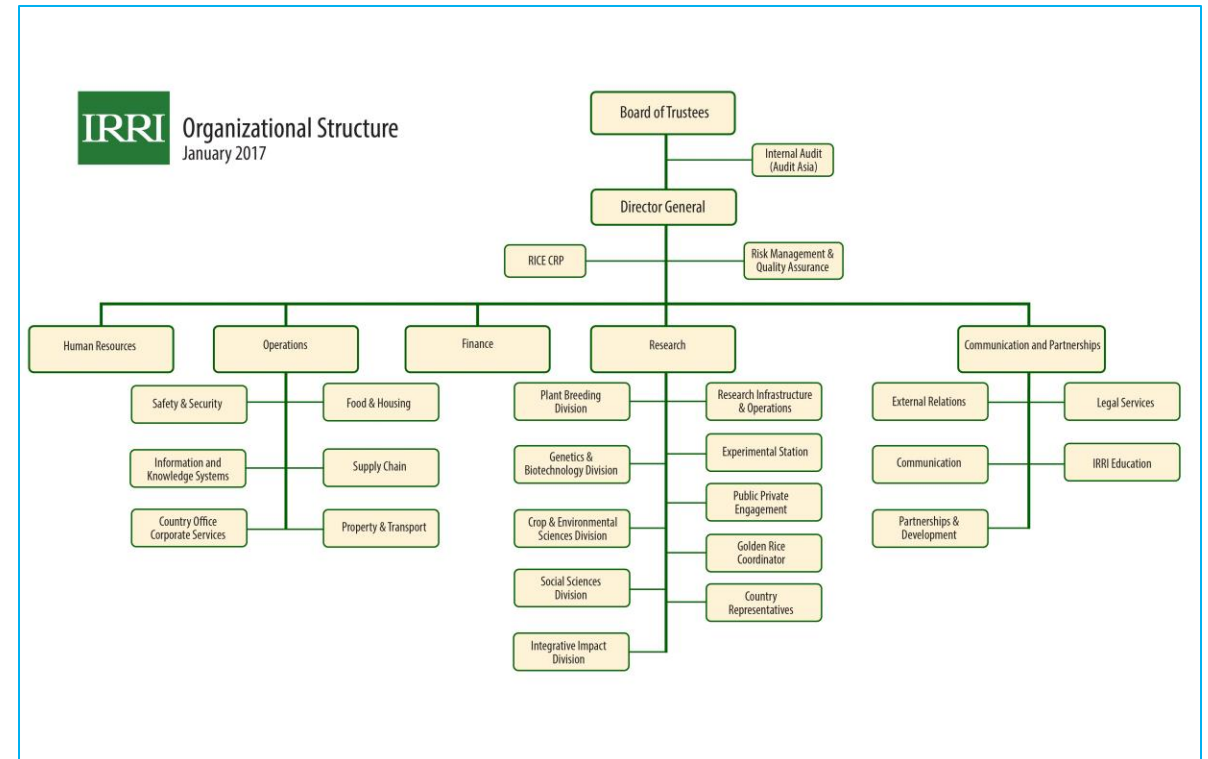 IRRI
Organizational Structure
January 2017
Board of Trustees
Internal Audit
(Audit Asia)
Director General
RICE CRP
Risk Management &
Quality Assurance
Human Resources
Operations
Finance
Research
Communication and Partnerships
Safety & Security
Food & Housing
Information and
Knowledge Systems
Supply Chain
Country Office
Corporate Services
Property & Transport
Plant Breeding
Division
Research Infrastructure
& Operations
Genetics &
Biotechnology Division
Experimental Station
Public Private
Engagement
Crop & Environmental
Sciences Division
Golden Rice
Coordinator
Social Sciences
Division
Country
Representatives
Integrative Impact
Division
External Relations
Legal Services
Communication
IRRI Education
Partnerships &
Development